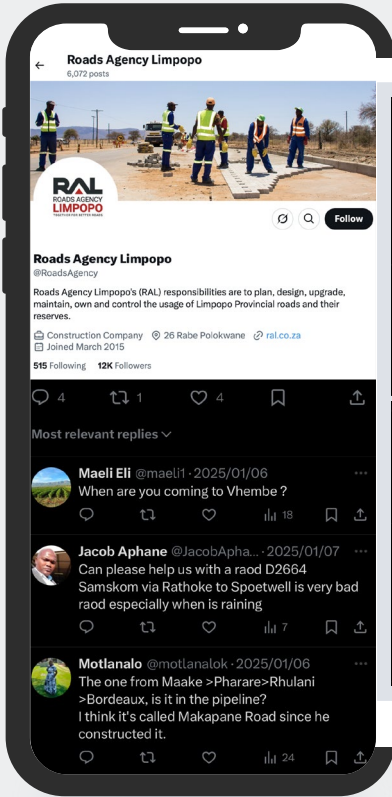 Roads Agency Limpopo
6,072 posts
RAL
ROADS AGENCY
LIMPOPO
TOGETHER FOR BETTER ROADS
Follow
Roads Agency Limpopo
@RoadsAgency
Roads Agency Limpopo's (RAL) responsibilities are to plan, design, upgrade,
maintain, own and control the usage of Limpopo Provincial roads and their
reserves.
Construction Company 26 Rabe Polokwane ral.co.za
Joined March 2015
515 Following 12K Followers
4 1 4
Most relevant replies
Maeli Eli @maeli1 · 2025/01/06
When are you coming to Vhembe ?
18
Jacob Aphane @JacobApha... · 2025/01/07
Can please help us with a raod D2664
Samskom via Rathoke to Spoetwell is very bad
raod especially when is raining
7
Motlanalo @motlanalok · 2025/01/06
The one from Maake >Pharare>Rhulani
>Bordeaux, is it in the pipeline?
I think it's called Makapane Road since he
constructed it.
24